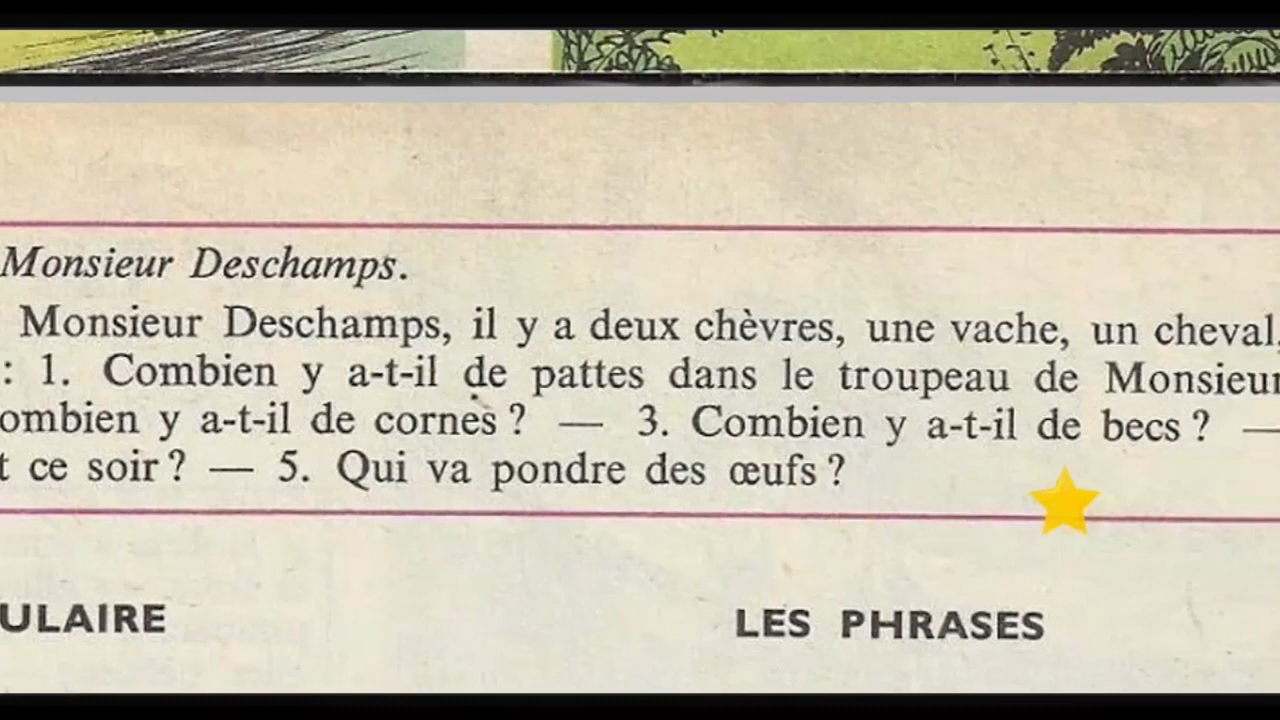 Monsieur Deschamps.
Monsieur Deschamps, il y a deux chèvres, une vache, un cheval,
: 1. Combien y a-t-il de pattes dans le troupeau de Monsieur
ombien y a-t-il de cornes ? — 3. Combien y a-t-il de becs ? —
t ce soir ? — 5. Qui va pondre des œufs ?
ULAIRE
LES PHRASES